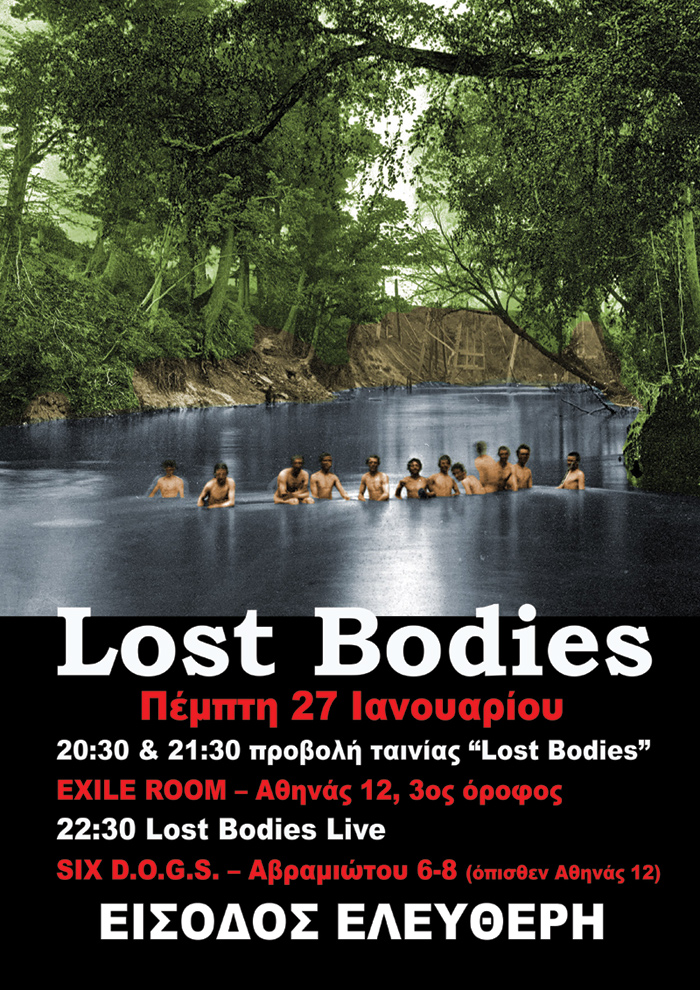 Lost Bodies
Πέμπτη 27 Ιανουαρίου
20:30 & 21:30 προβολή ταινίας “Lost Bodies”
EXILE ROOM – Αθηνάς 12, 3ος όροφος
22:30 Lost Bodies Live
SIX D.O.G.S. – Αβραμιώτου 6-8 (όπισθεν Αθηνάς 12)
ΕΙΣΟΔΟΣ ΕΛΕΥΘΕΡΗ